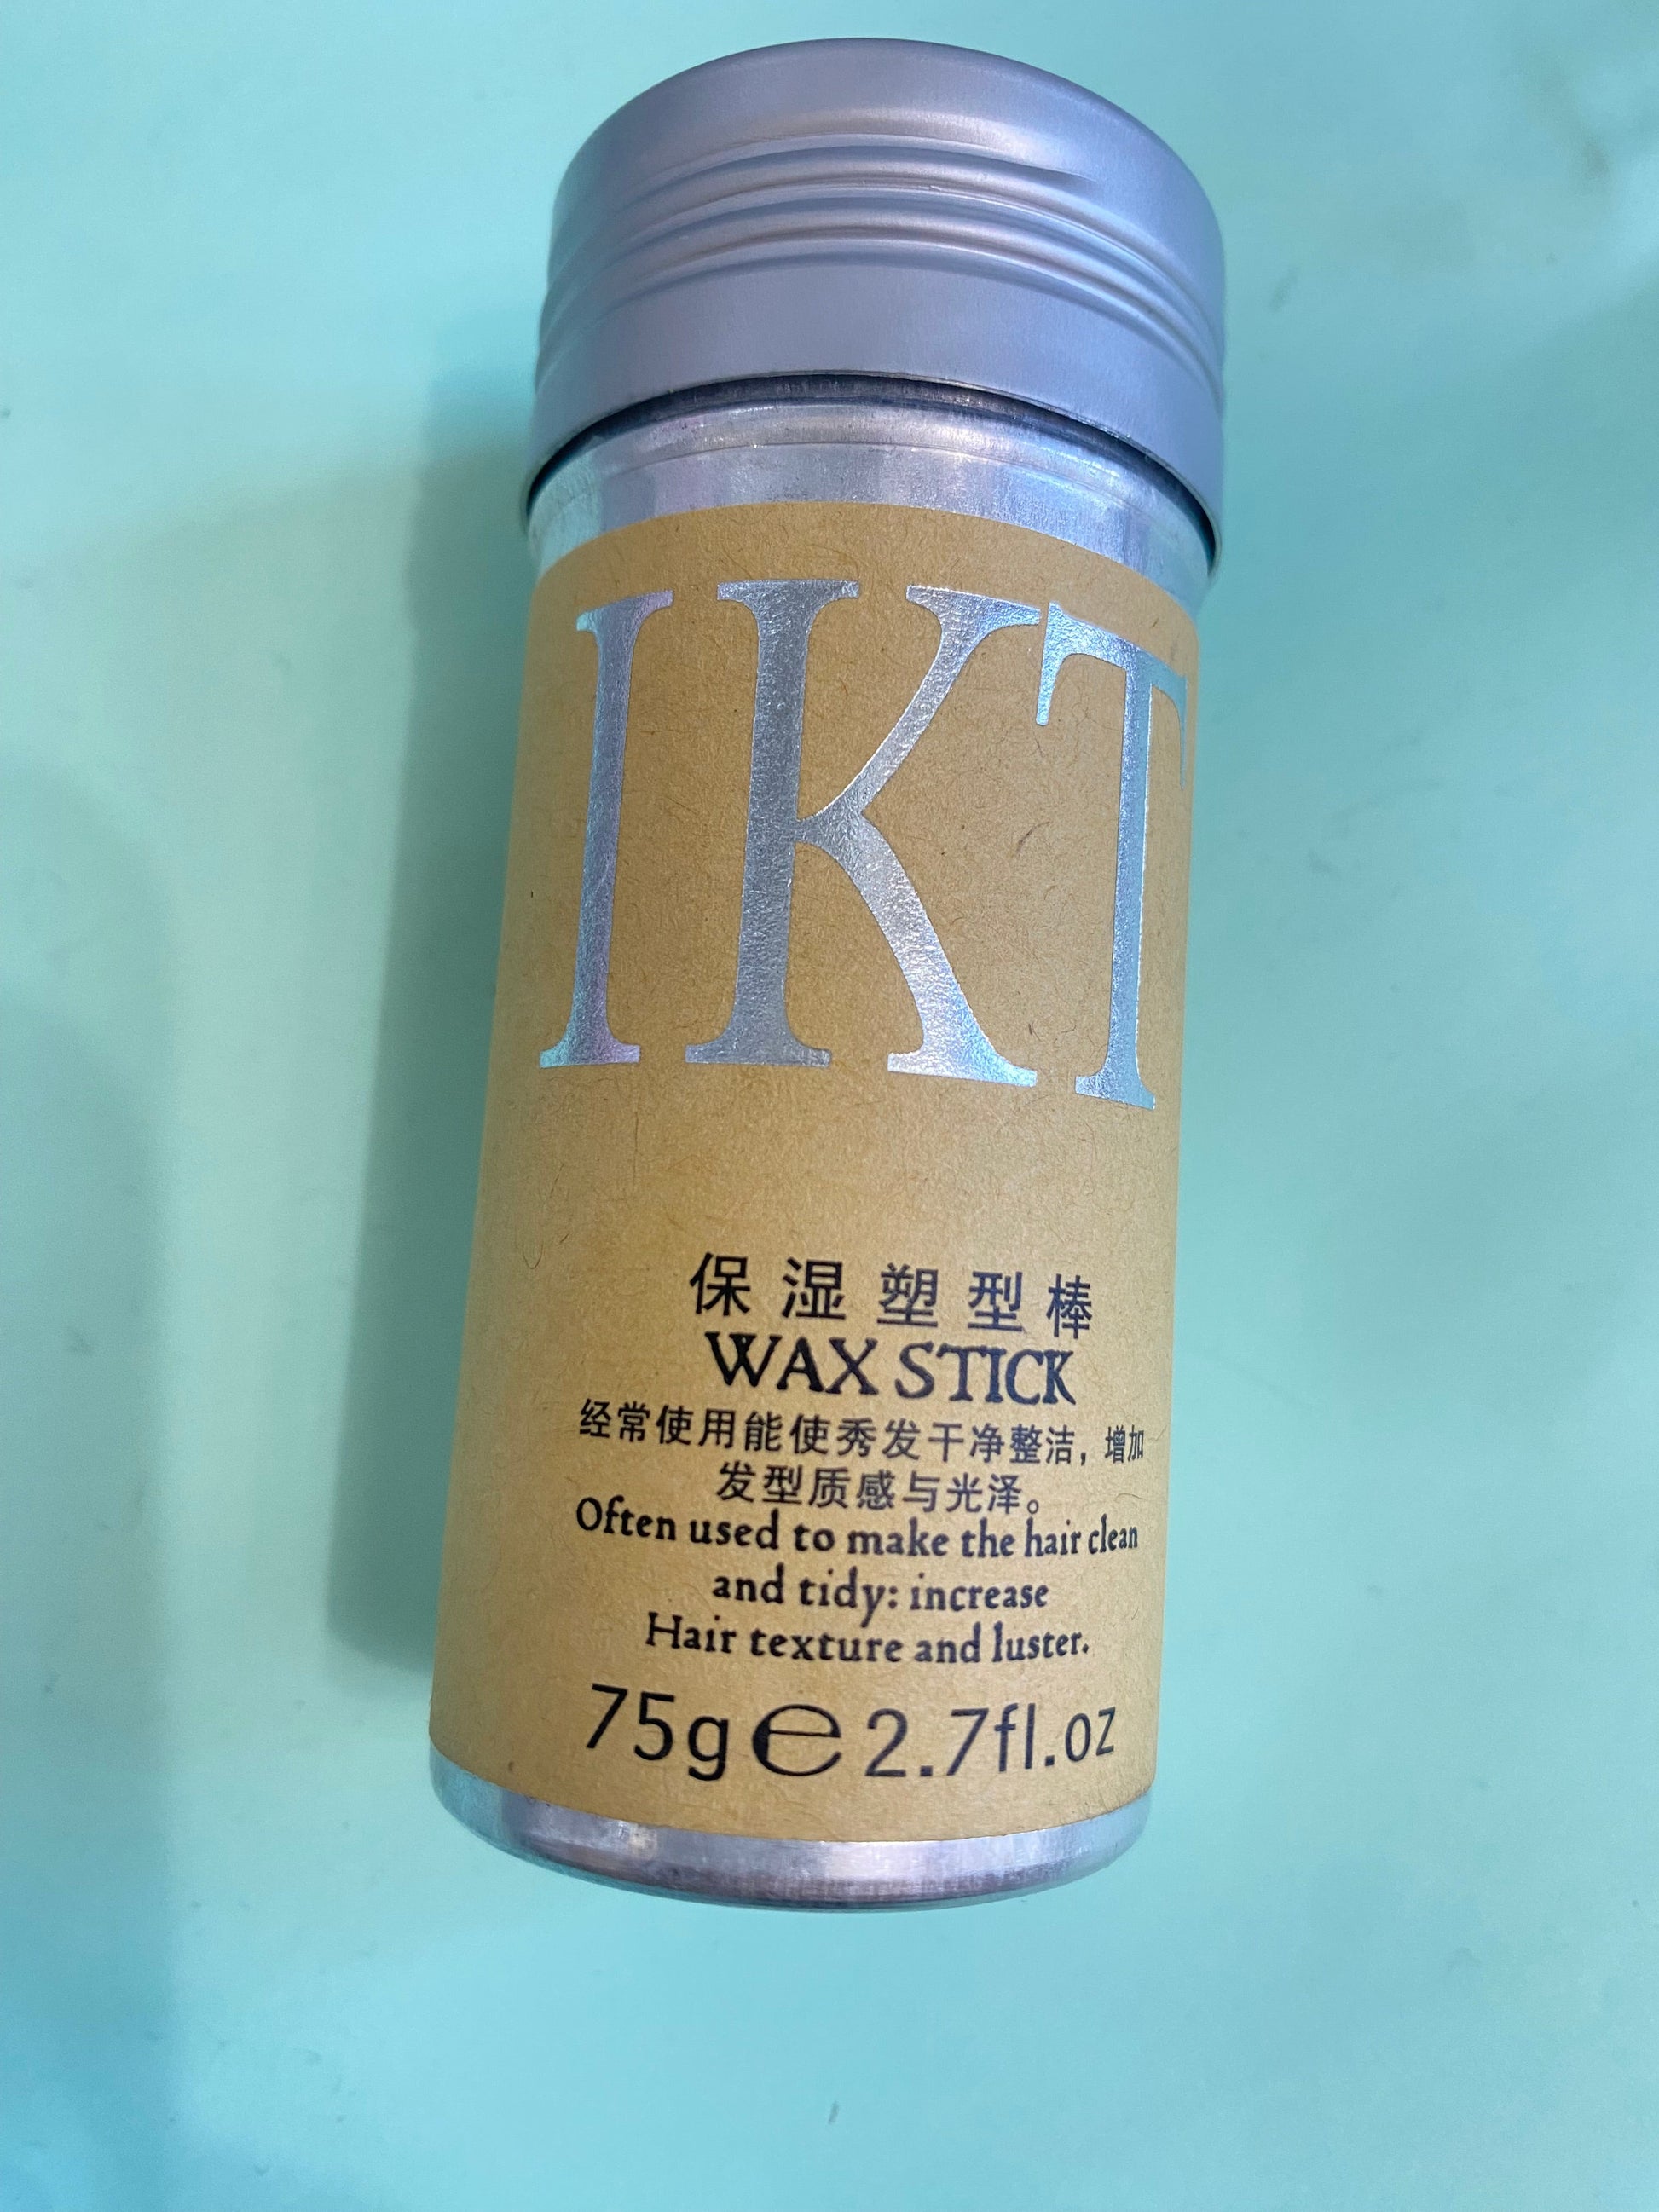 IKT
保湿塑型棒
WAX STICK
经常使用能使秀发干净整洁，增加
发型质感与光泽。
Often used to make the hair clean
and tidy: increase
Hair texture and luster.
75g e 2.7fl.oz